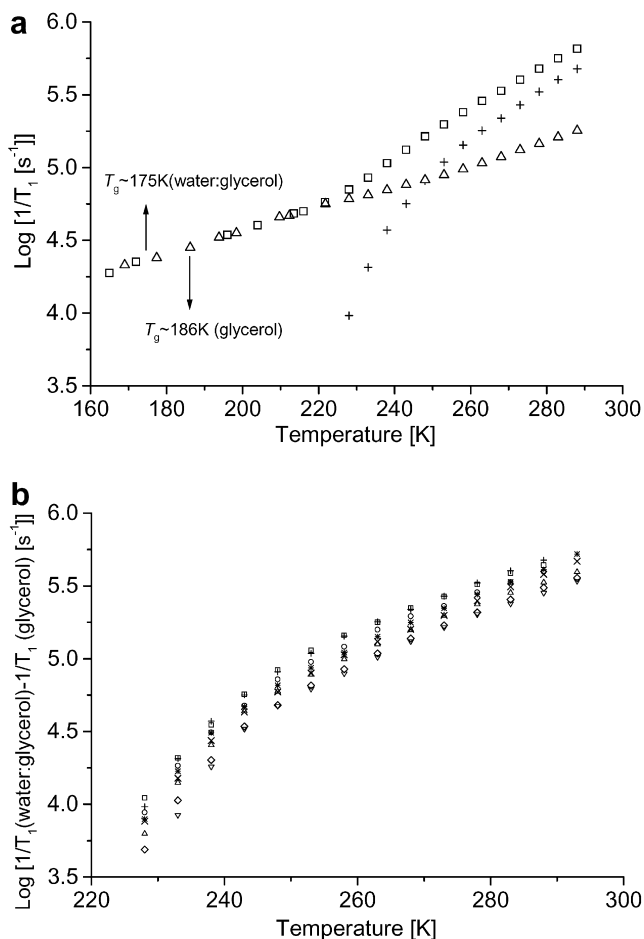 a
6.0
5.5
5.0
4.5
4.0
3.5
Log [1/T1 [s-1]]
Tg~175K(water:glycerol)
Tg~186K (glycerol)
160 180 200 220 240 260 280 300
Temperature [K]
b
6.0
5.5
5.0
4.5
4.0
3.5
Log [1/T1(water:glycerol)-1/T1 (glycerol) [s-1]]
220 240 260 280 300
Temperature [K]